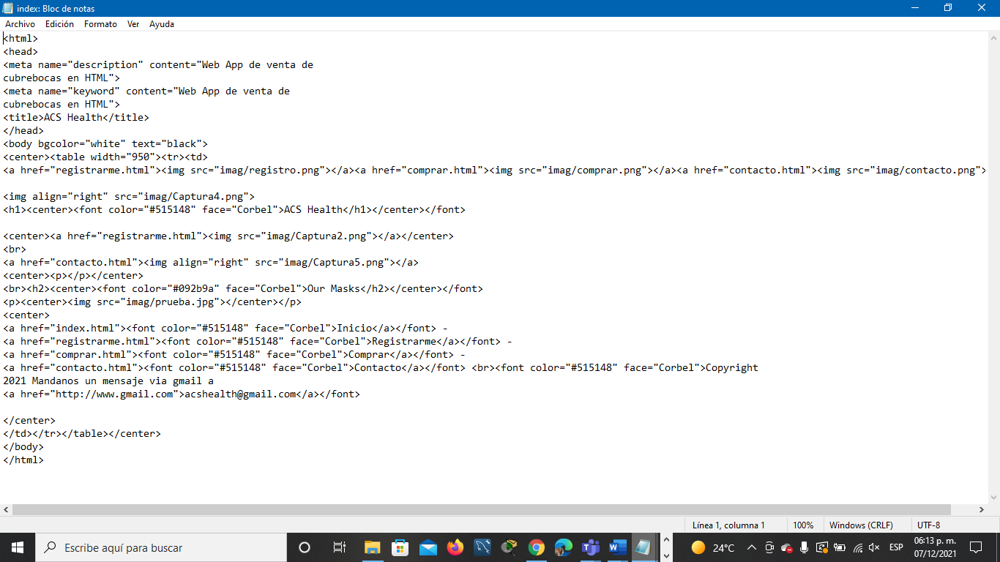 index: Bloc de notas
Archivo Edición Formato Ver Ayuda
<html>
<head>
<meta name="description" content="Web App de venta de
cubrebocas en HTML">
<meta name="keyword" content="Web App de venta de
cubrebocas en HTML">
<title>ACS Health</title>
</head>
<body bgcolor="white" text="black">
<center><table width="950"><tr><td>
<a href="registrarme.html"><img src="imag/registro.png"></a><a href="comprar.html"><img src="imag/comprar.png"></a><a href="contacto.html"><img src="imag/contacto.png">
<img align="right" src="imag/Captura4.png">
<h1><center><font color="#515148" face="Corbel">ACS Health</h1></center></font>
<center><a href="registrarme.html"><img src="imag/Captura2.png"></a></center>
<br>
<a href="contacto.html"><img align="right" src="imag/Captura5.png"></a>
<center><p></p></center>
<br><h2><center><font color="#092b9a" face="Corbel">Our Masks</h2></center></font>
<p><center><img src="imag/prueba.jpg"></center></p>
<center>
<a href="index.html"><font color="#515148" face="Corbel">Inicio</a></font> -
<a href="registrarme.html"><font color="#515148" face="Corbel">Registrarme</a></font> -
<a href="comprar.html"><font color="#515148" face="Corbel">Comprar</a></font> -
<a href="contacto.html"><font color="#515148" face="Corbel">Contacto</a></font> <br><font color="#515148" face="Corbel">Copyright
2021 Mandanos un mensaje via gmail a
<a href="http://www.gmail.com">acshealth@gmail.com</a></font>
</center>
</td></tr></table></center>
</body>
</html>
Línea 1, columna 1 100% Windows (CRLF) UTF-8
Escribe aquí para buscar
24°C
ESP
06:13 p. m.
07/12/2021